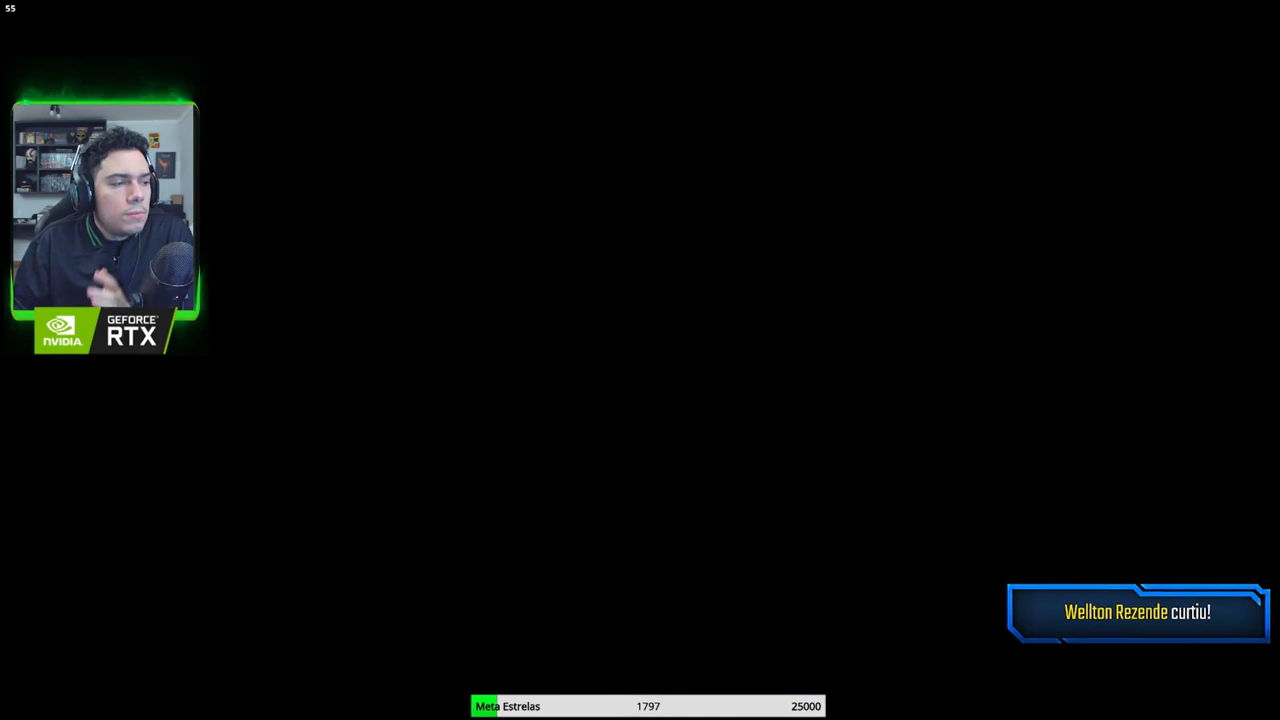 55
NVIDIA.
GEFORCE
RTX
Wellton Rezende curtiu!
Meta Estrelas 1797 25000